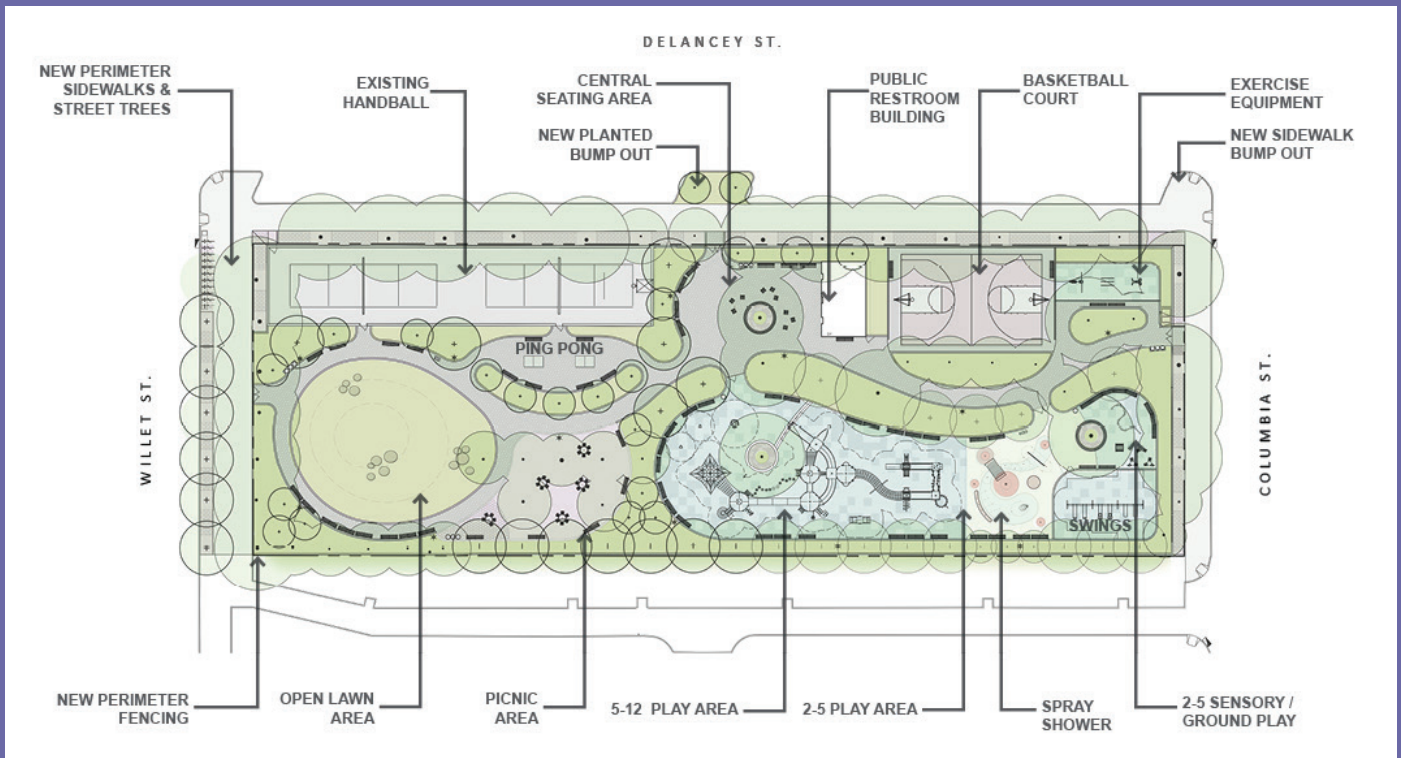 DELANCEY ST.
NEW PERIMETER
SIDEWALKS &
STREET TREES
EXISTING
HANDBALL
CENTRAL
SEATING AREA
NEW PLANTED
BUMP OUT
PUBLIC
RESTROOM
BUILDING
BASKETBALL
COURT
EXERCISE
EQUIPMENT
NEW SIDEWALK
BUMP OUT
PING PONG
WILLET ST.
COLUMBIA ST.
SWINGS
NEW PERIMETER
FENCING
OPEN LAWN
AREA
PICNIC
AREA
5-12 PLAY AREA
2-5 PLAY AREA
SPRAY
SHOWER
2-5 SENSORY /
GROUND PLAY